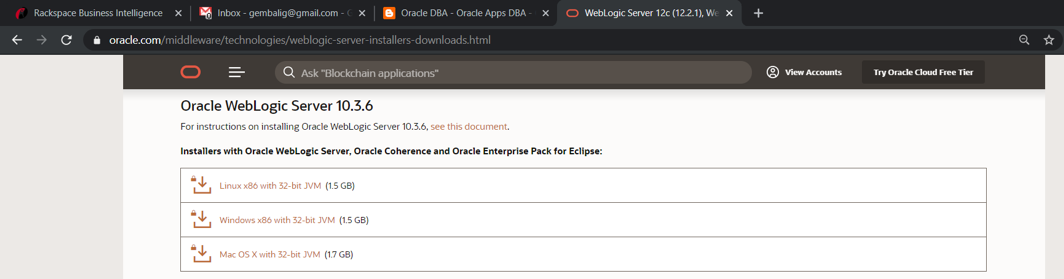 Rackspace Business Intelligence
Inbox - gembalig@gmail.com - G
Oracle DBA - Oracle Apps DBA -
WebLogic Server 12c (12.2.1), We
oracle.com/middleware/technologies/weblogic-server-installers-downloads.html
Ask "Blockchain applications"
View Accounts
Try Oracle Cloud Free Tier
Oracle WebLogic Server 10.3.6
For instructions on installing Oracle WebLogic Server 10.3.6, see this document.
Installers with Oracle WebLogic Server, Oracle Coherence and Oracle Enterprise Pack for Eclipse:
Linux x86 with 32-bit JVM (1.5 GB)
Windows x86 with 32-bit JVM (1.5 GB)
Mac OS X with 32-bit JVM (1.7 GB)